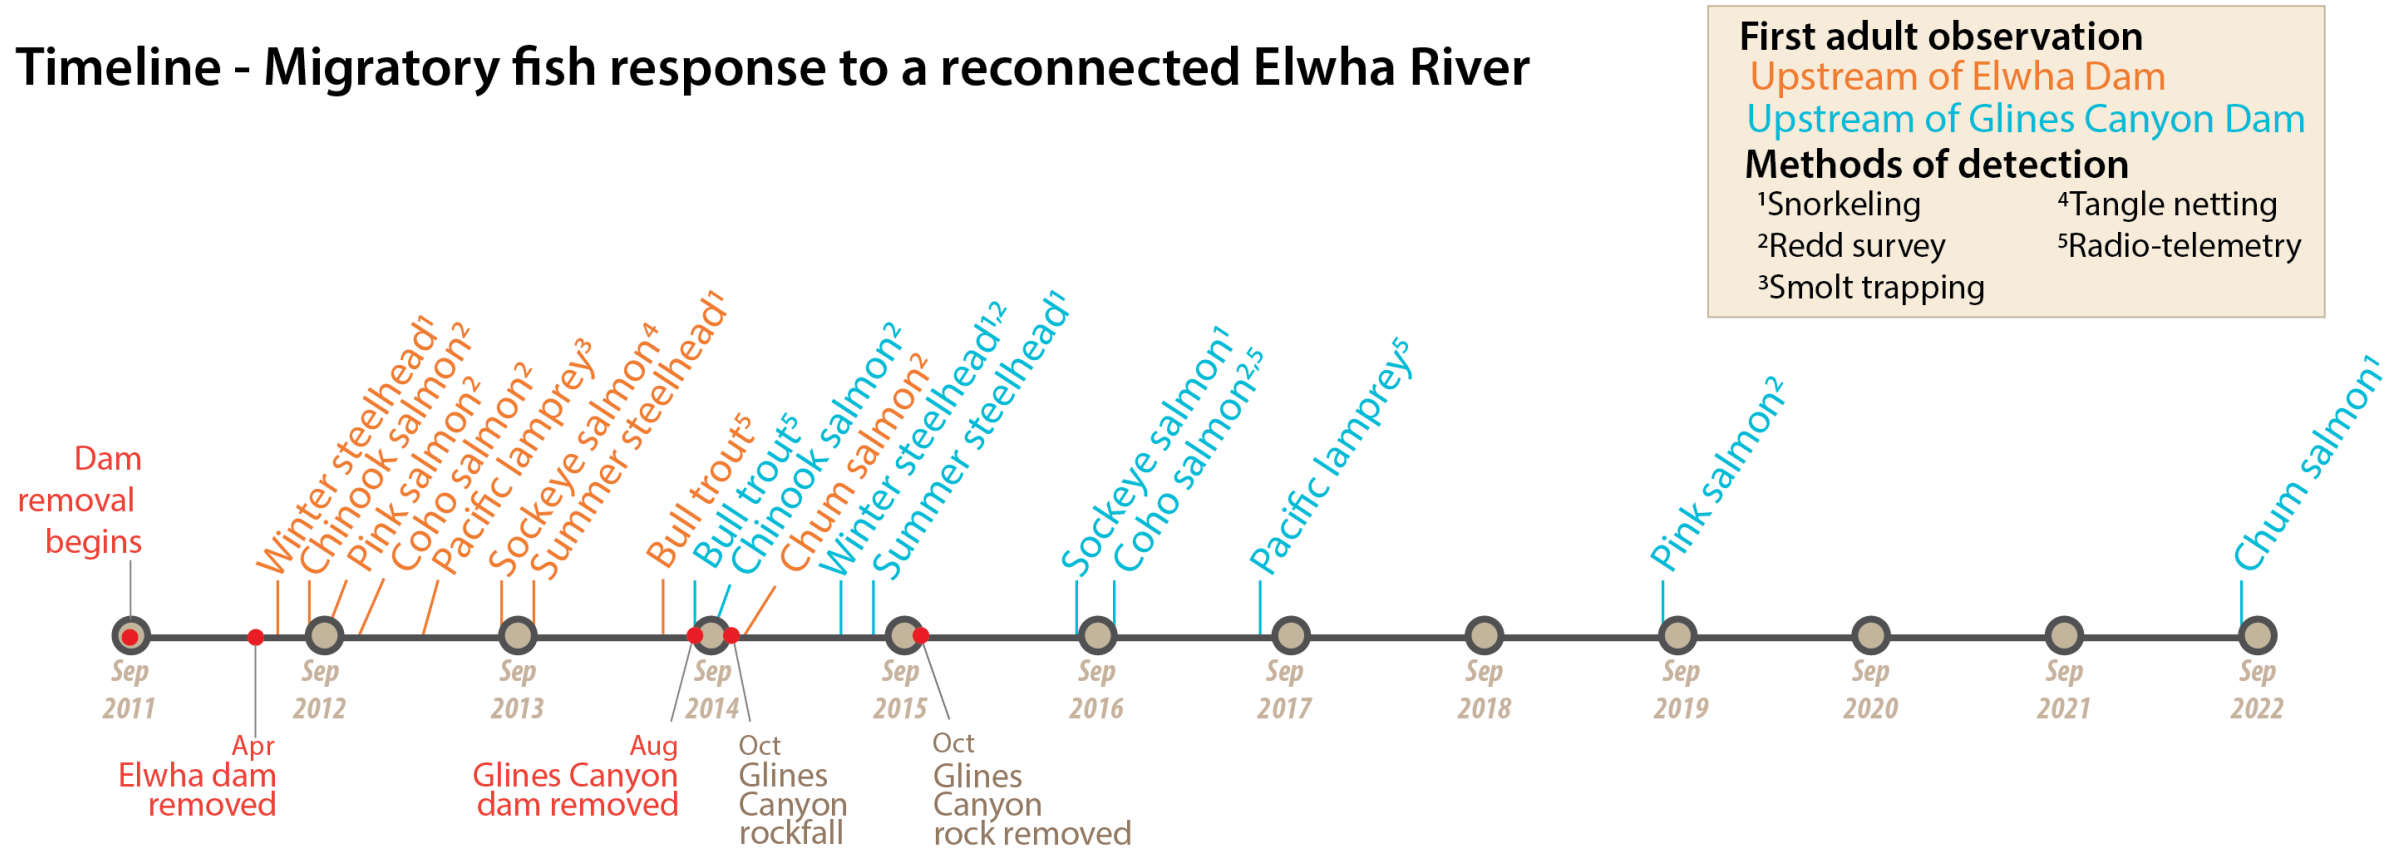 Timeline - Migratory fish response to a reconnected Elwha River
First adult observation
Upstream of Elwha Dam
Upstream of Glines Canyon Dam
Methods of detection
¹Snorkeling
⁴Tangle netting
²Redd survey
⁵Radio-telemetry
³Smolt trapping
Dam
removal
begins
Winter steelhead¹
Chinook salmon²
Pink salmon²
Coho salmon²
Pacific lamprey³
Sockeye salmon⁴
Summer steelhead¹
Bull trout⁵
Bull trout⁵
Chinook salmon²
Chum salmon²
Winter steelhead¹,²
Summer steelhead¹
Sockeye salmon¹
Coho salmon²,⁵
Pacific lamprey⁵
Pink salmon²
Chum salmon¹
Sep
2011
Sep
2012
Sep
2013
Sep
2014
Sep
2015
Sep
2016
Sep
2017
Sep
2018
Sep
2019
Sep
2020
Sep
2021
Sep
2022
Apr
Elwha dam
removed
Aug
Glines Canyon
dam removed
Oct
Glines
Canyon
rockfall
Oct
Glines
Canyon
rock removed